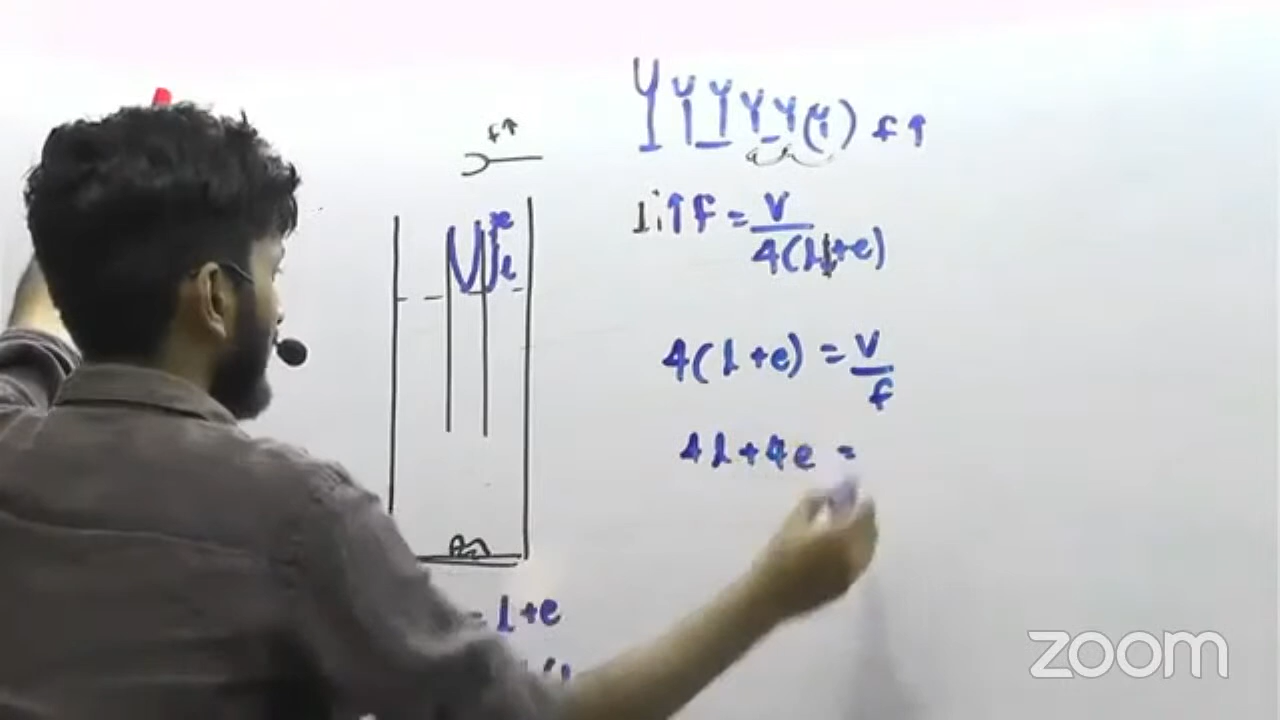 f↑
f↑
e
l
↑f = V / 4(l↓+e)
4(l+e) = V / f
4l+4e =
= l+e
zoom